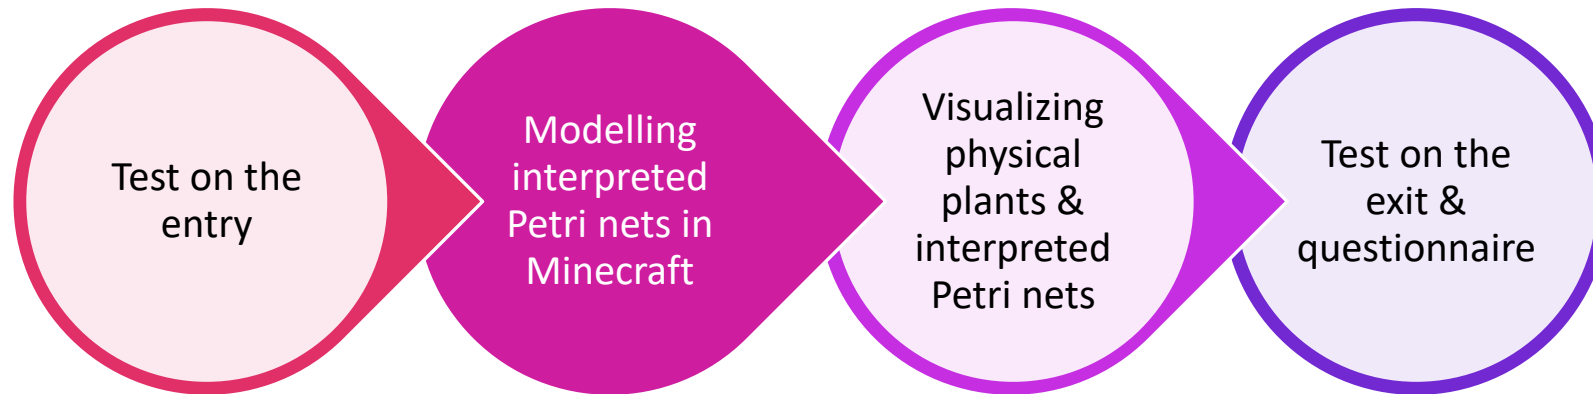 Test on the
entry
Modelling
interpreted
Petri nets in
Minecraft
Visualizing
physical
plants &
interpreted
Petri nets
Test on the
exit &
questionnaire